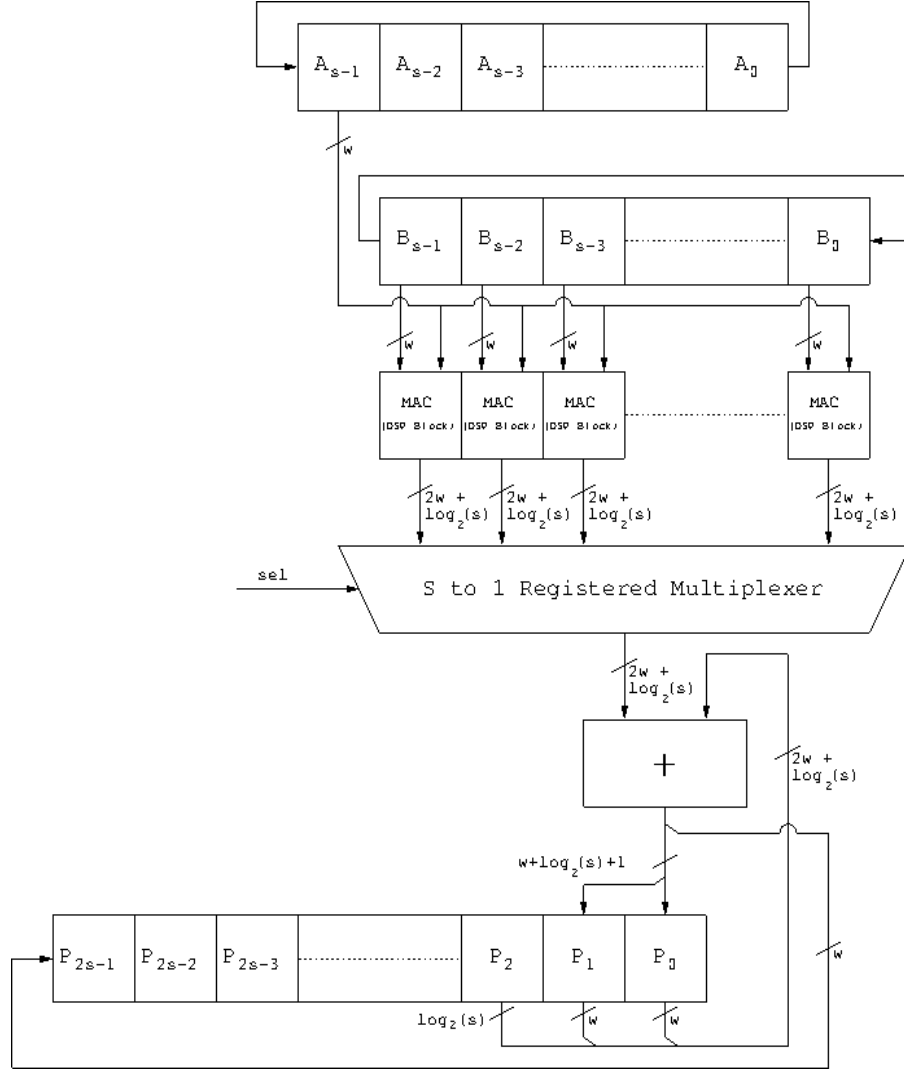 A_{s-1} A_{s-2} A_{s-3} A_0
w
B_{s-1} B_{s-2} B_{s-3} B_0
w w w w
MAC MAC MAC MAC
(DSP Block) (DSP Block) (DSP Block) (DSP Block)
2w + 2w + 2w + 2w +
log_2(s) log_2(s) log_2(s) log_2(s)
sel
S to 1 Registered Multiplexer
2w +
log_2(s)
+
2w +
log_2(s)
w+log_2(s)+1
P_{2s-1} P_{2s-2} P_{2s-3} P_2 P_1 P_0
w
log_2(s) w w